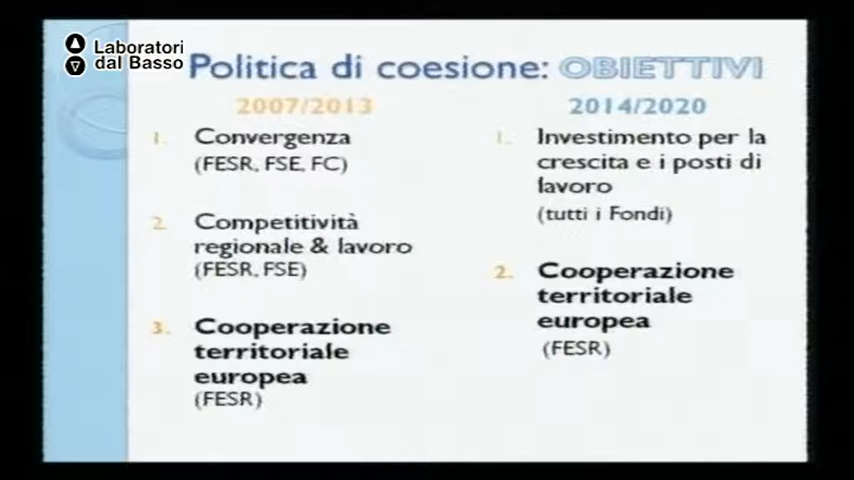 Laboratori
dal Basso
Politica di coesione: OBIETTIVI
2007/2013
1. Convergenza
(FESR, FSE, FC)
2. Competitività
regionale & lavoro
(FESR, FSE)
3. Cooperazione
territoriale
europea
(FESR)
2014/2020
1. Investimento per la
crescita e i posti di
lavoro
(tutti i Fondi)
2. Cooperazione
territoriale
europea
(FESR)